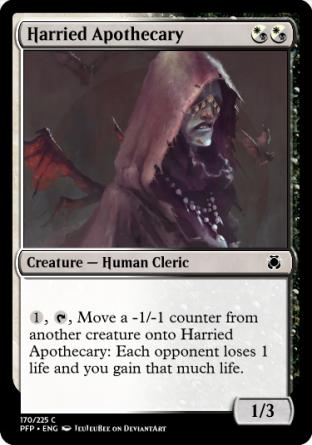 Harried Apothecary
Creature — Human Cleric
1, T, Move a -1/-1 counter from
another creature onto Harried
Apothecary: Each opponent loses 1
life and you gain that much life.
1/3
170/225 C
PFP • ENG JeiJeiBee on DeviantArt